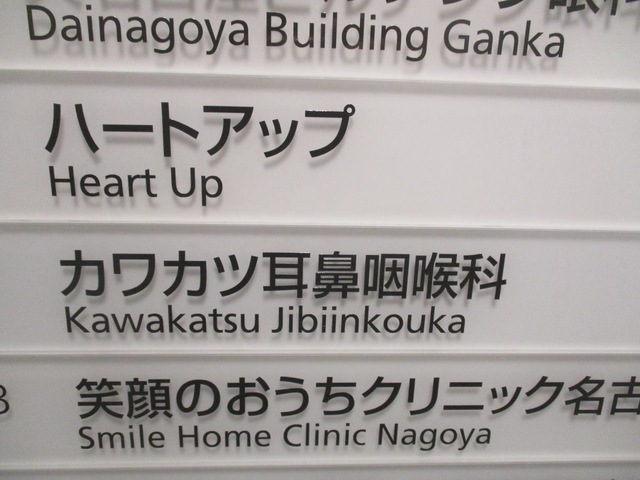 Dainagoya Building Ganka
ハートアップ
Heart Up
カワカツ耳鼻咽喉科
Kawakatsu Jibiinkouka
笑顔のおうちクリニック名古
Smile Home Clinic Nagoya